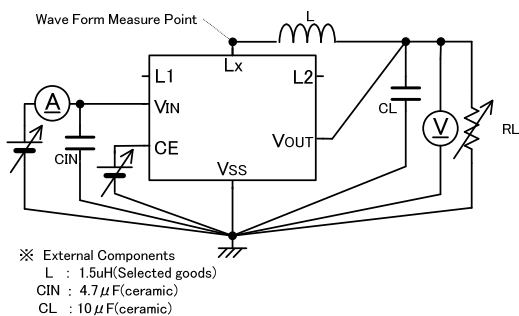 Wave Form Measure Point
L
Lx
L1
L2
A
VIN
CL
V
RL
VOUT
CE
CIN
VSS
※ External Components
L : 1.5uH(Selected goods)
CIN : 4.7μF(ceramic)
CL : 10μF(ceramic)